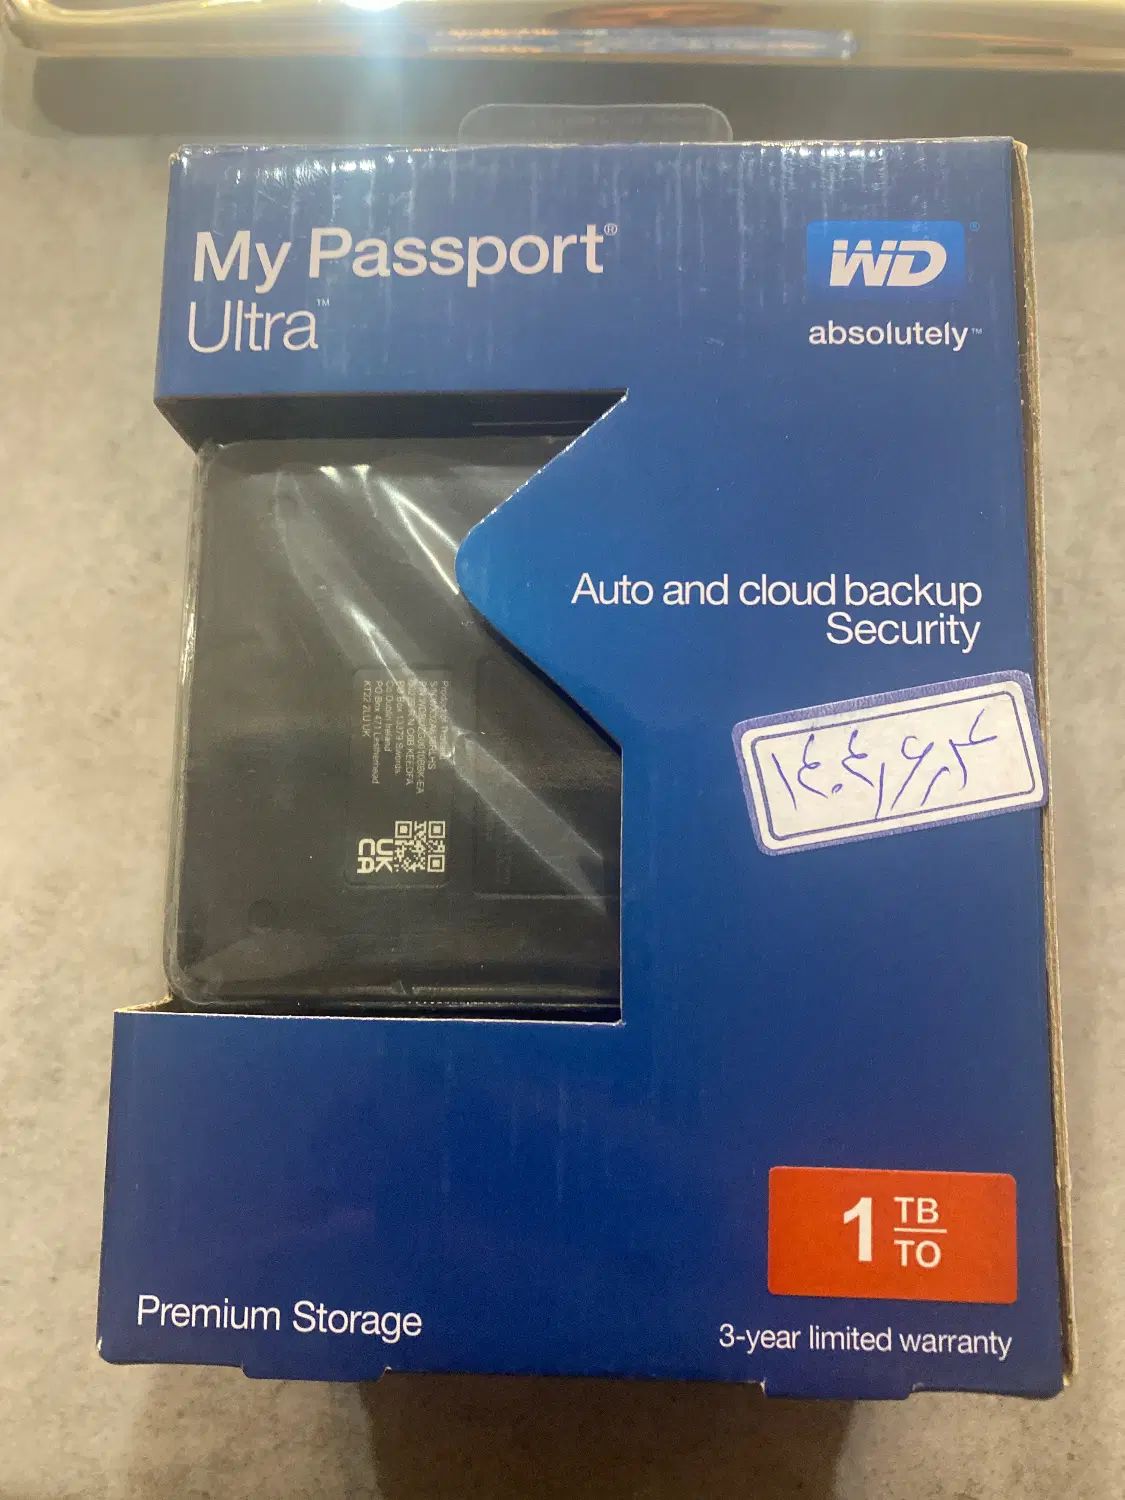 My Passport®
Ultra™
WD®
absolutely™
Auto and cloud backup
Security
۱۴۰۴/۶/۲۴
UK
CA
1 TB
TO
Premium Storage
3-year limited warranty